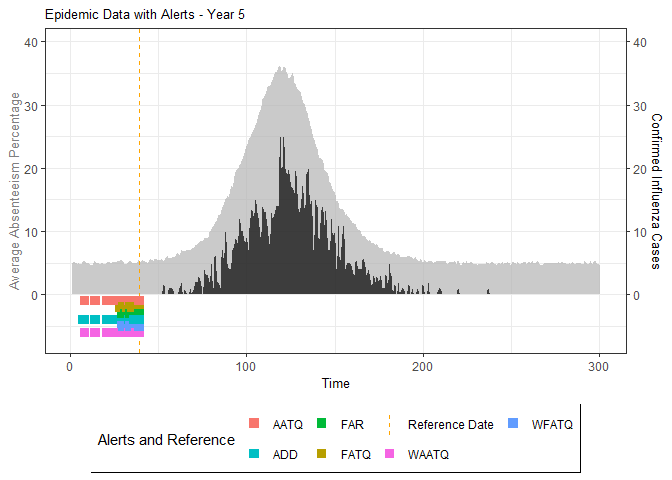 Epidemic Data with Alerts - Year 5
40
30
20
10
0
Average Absenteeism Percentage
40
30
20
10
0
Confirmed Influenza Cases
0 100 200 300
Time
Alerts and Reference
AATQ FAR Reference Date WFATQ
ADD FATQ WAATQ